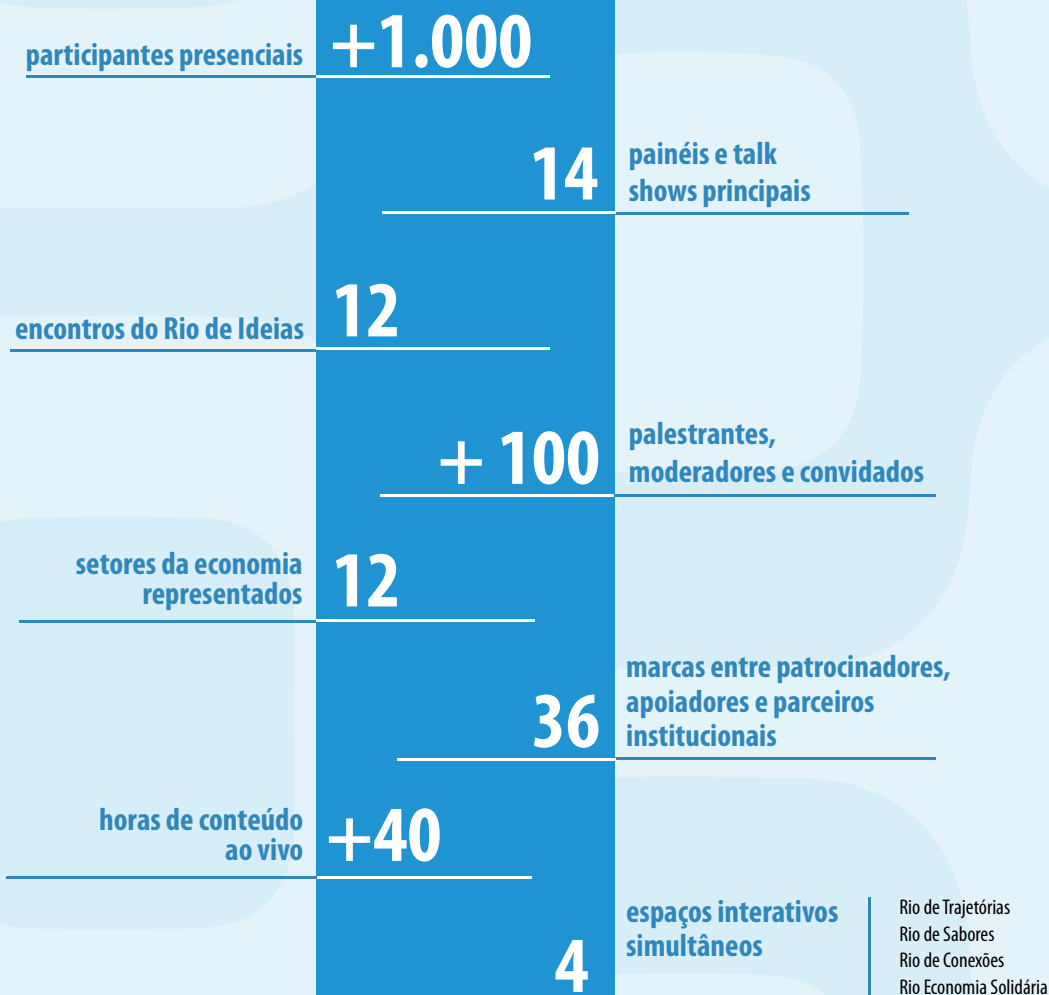 participantes presenciais +1.000
14 painéis e talk
shows principais
encontros do Rio de Ideias 12
+ 100 palestrantes,
moderadores e convidados
setores da economia
representados 12
36 marcas entre patrocinadores,
apoiadores e parceiros
institucionais
horas de conteúdo
ao vivo +40
4 espaços interativos
simultâneos
Rio de Trajetórias
Rio de Sabores
Rio de Conexões
Rio Economia Solidária